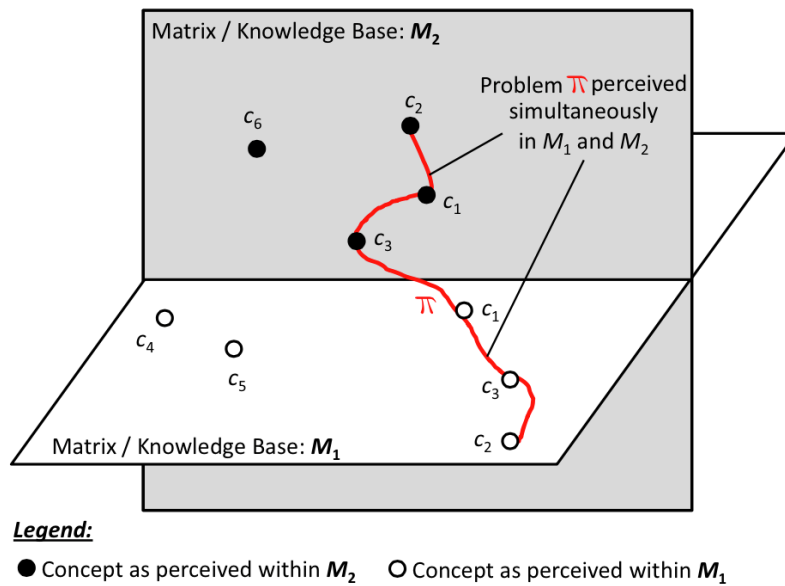 Matrix / Knowledge Base: M₂
Problem π perceived
simultaneously
in M₁ and M₂
c₂
c₆
c₁
c₃
π
c₁
c₄
c₅
c₃
c₂
Matrix / Knowledge Base: M₁
Legend:
Concept as perceived within M₂
Concept as perceived within M₁